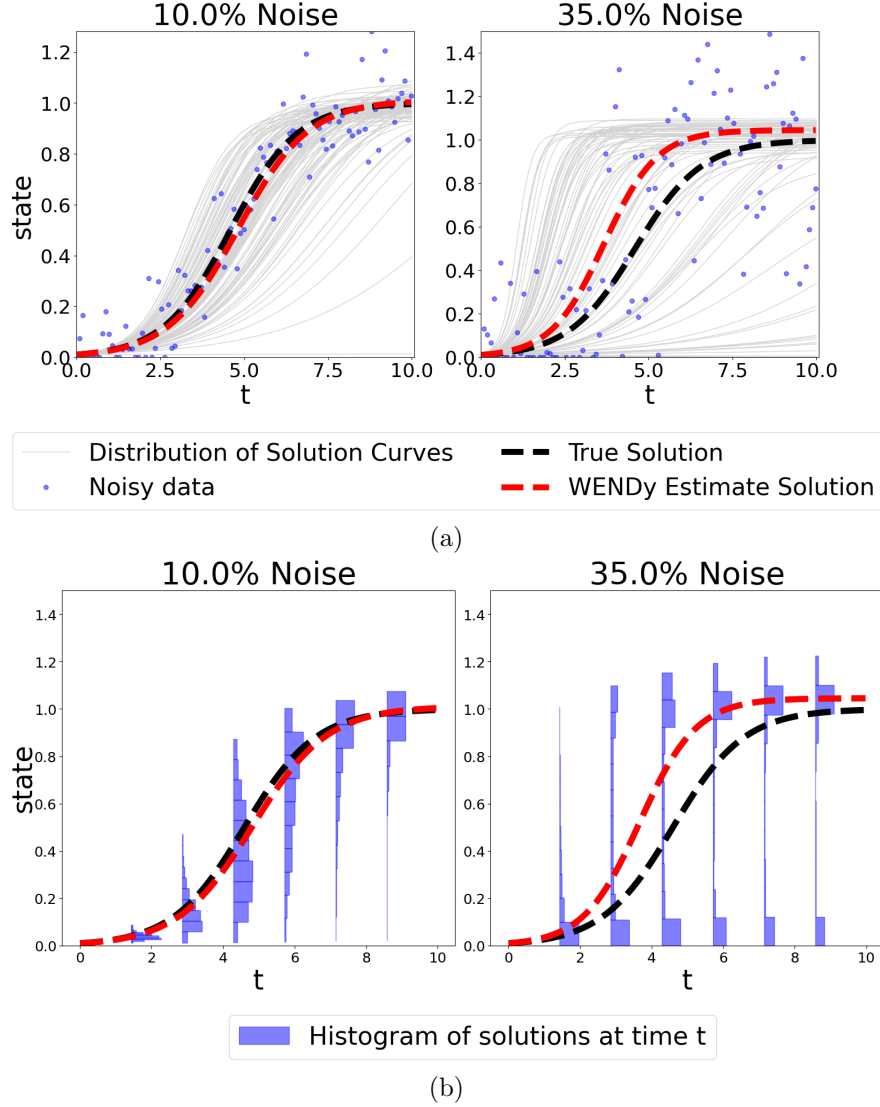 10.0% Noise
35.0% Noise
state
1.2
1.0
0.8
0.6
0.4
0.2
0.0
0.0 2.5 5.0 7.5 10.0
t
1.4
1.2
1.0
0.8
0.6
0.4
0.2
0.0
0.0 2.5 5.0 7.5 10.0
t
Distribution of Solution Curves
Noisy data
True Solution
WENDy Estimate Solution
(a)
10.0% Noise
35.0% Noise
state
1.4
1.2
1.0
0.8
0.6
0.4
0.2
0.0
0 2 4 6 8 10
t
1.4
1.2
1.0
0.8
0.6
0.4
0.2
0.0
0 2 4 6 8 10
t
Histogram of solutions at time t
(b)